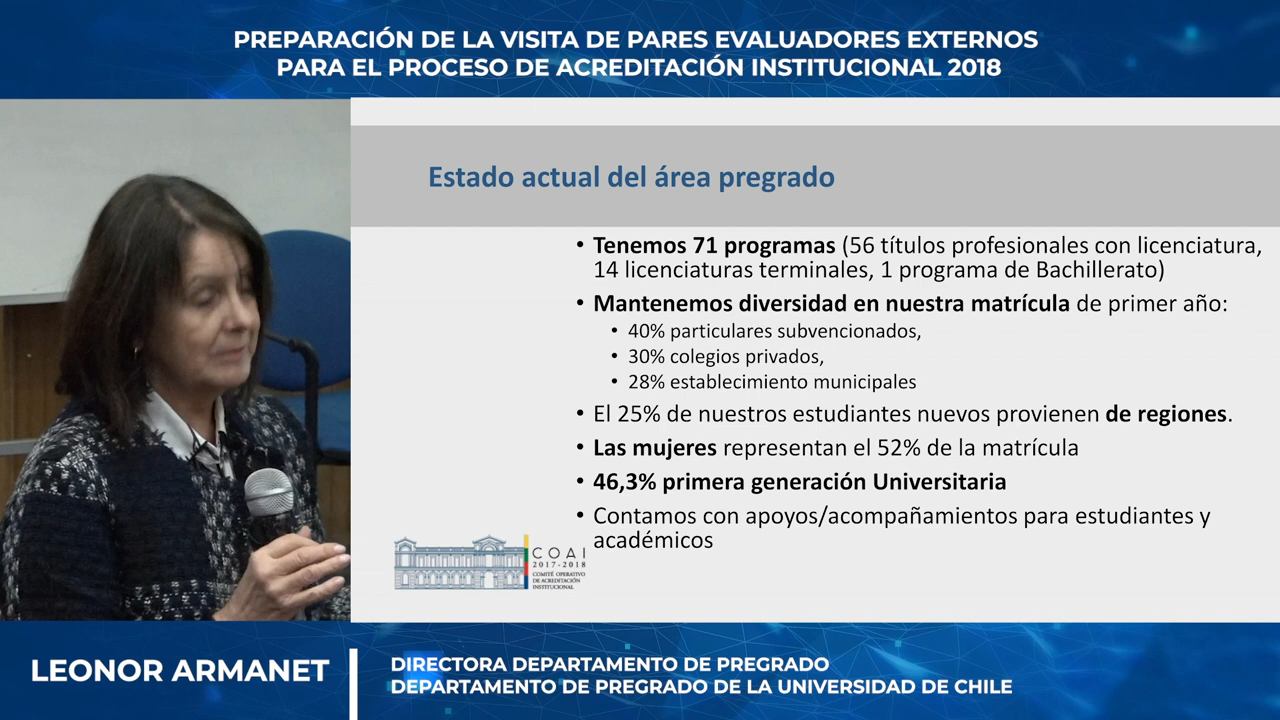 PREPARACIÓN DE LA VISITA DE PARES EVALUADORES EXTERNOS
PARA EL PROCESO DE ACREDITACIÓN INSTITUCIONAL 2018
Estado actual del área pregrado
• Tenemos 71 programas (56 títulos profesionales con licenciatura,
14 licenciaturas terminales, 1 programa de Bachillerato)
• Mantenemos diversidad en nuestra matrícula de primer año:
• 40% particulares subvencionados,
• 30% colegios privados,
• 28% establecimiento municipales
• El 25% de nuestros estudiantes nuevos provienen de regiones.
• Las mujeres representan el 52% de la matrícula
• 46,3% primera generación Universitaria
• Contamos con apoyos/acompañamientos para estudiantes y
académicos
COAI
2017-2018
COMITÉ OPERATIVO
DE ACREDITACIÓN
INSTITUCIONAL
LEONOR ARMANET
DIRECTORA DEPARTAMENTO DE PREGRADO
DEPARTAMENTO DE PREGRADO DE LA UNIVERSIDAD DE CHILE